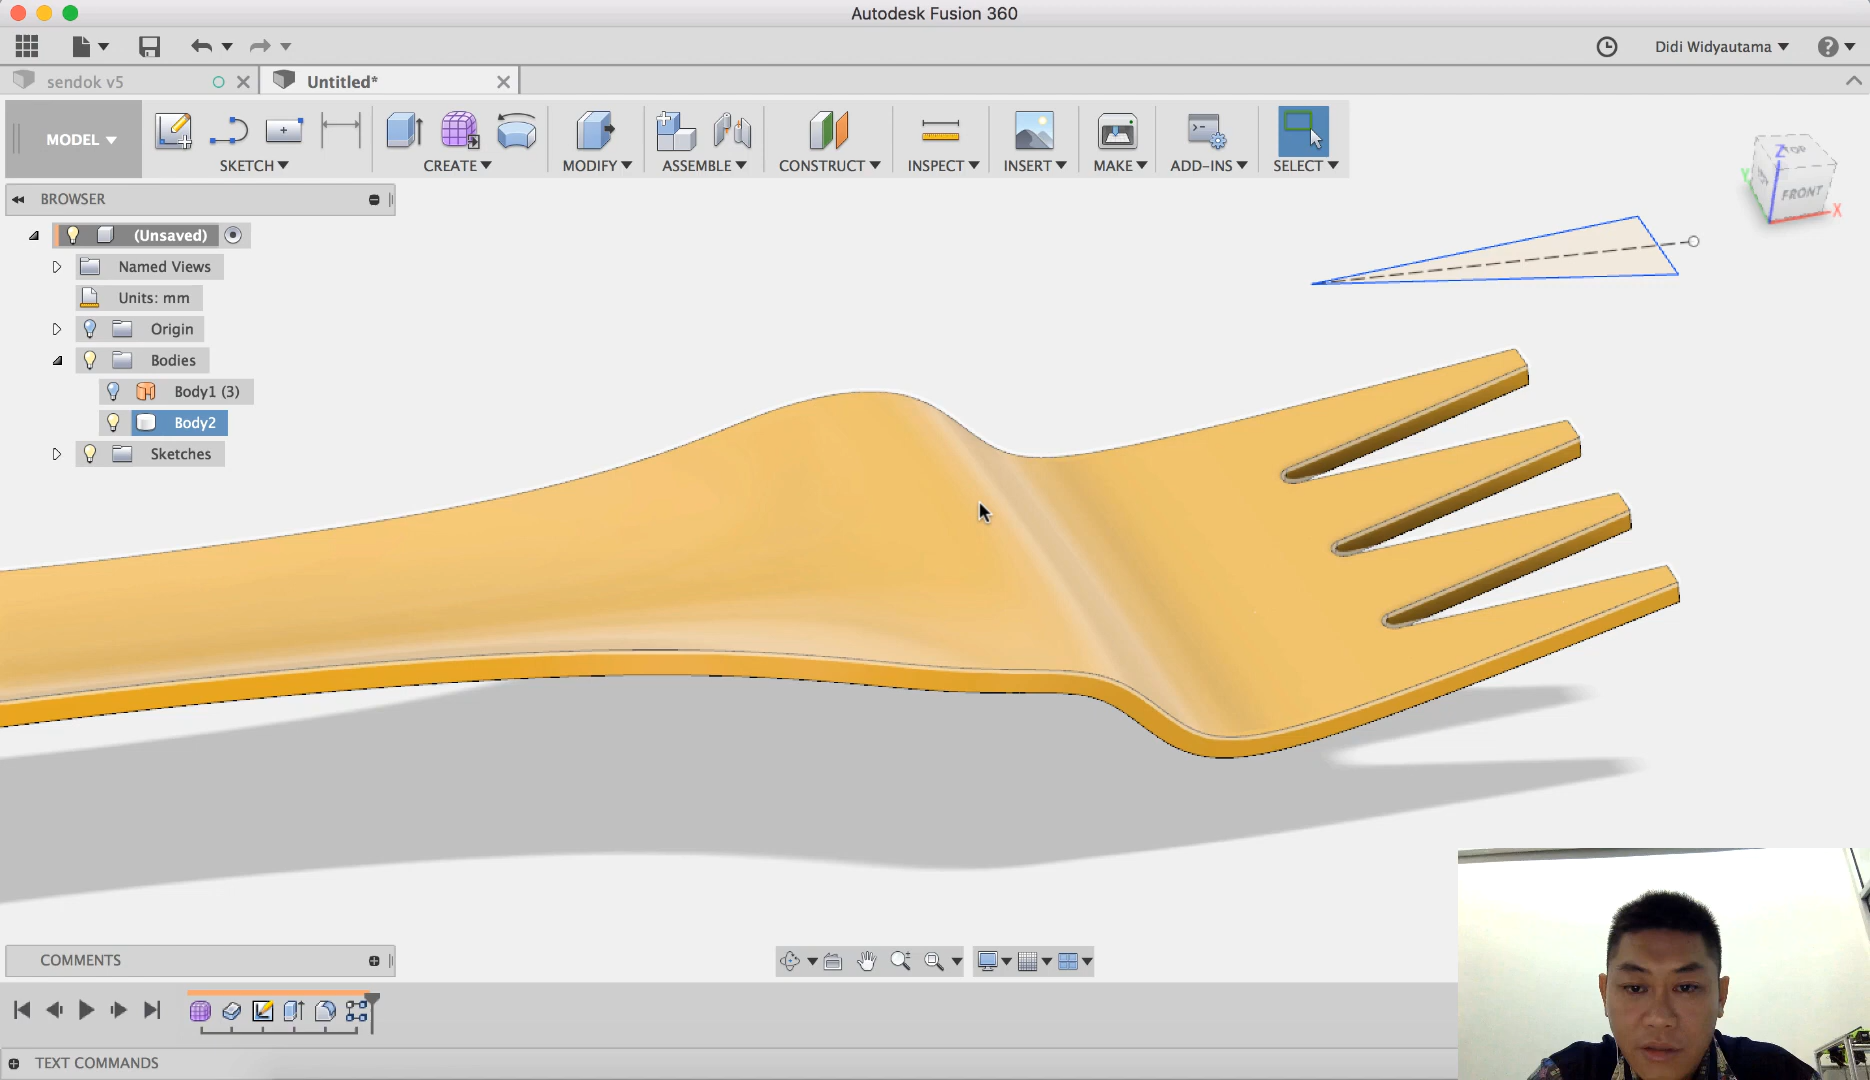 Autodesk Fusion 360
Didi Widyautama
sendok v5
Untitled*
MODEL
SKETCH
CREATE
MODIFY
ASSEMBLE
CONSTRUCT
INSPECT
INSERT
MAKE
ADD-INS
SELECT
TOP
FRONT
Z
Y
X
BROWSER
(Unsaved)
Named Views
Units: mm
Origin
Bodies
Body1 (3)
Body2
Sketches
COMMENTS
TEXT COMMANDS